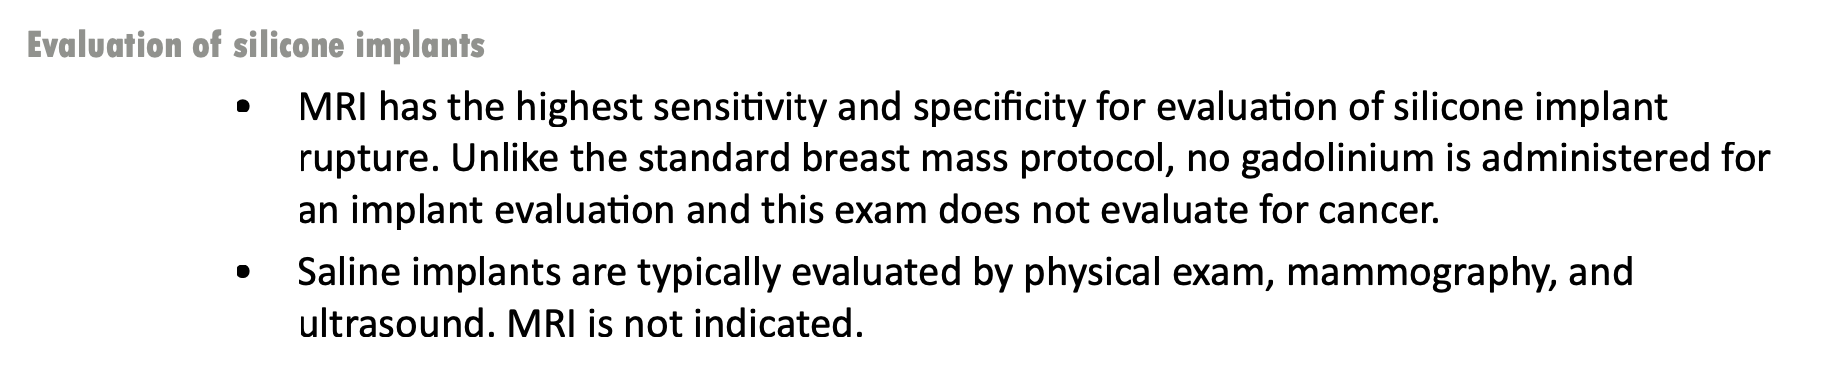 Evaluation of silicone implants
• MRI has the highest sensitivity and specificity for evaluation of silicone implant
rupture. Unlike the standard breast mass protocol, no gadolinium is administered for
an implant evaluation and this exam does not evaluate for cancer.
• Saline implants are typically evaluated by physical exam, mammography, and
ultrasound. MRI is not indicated.